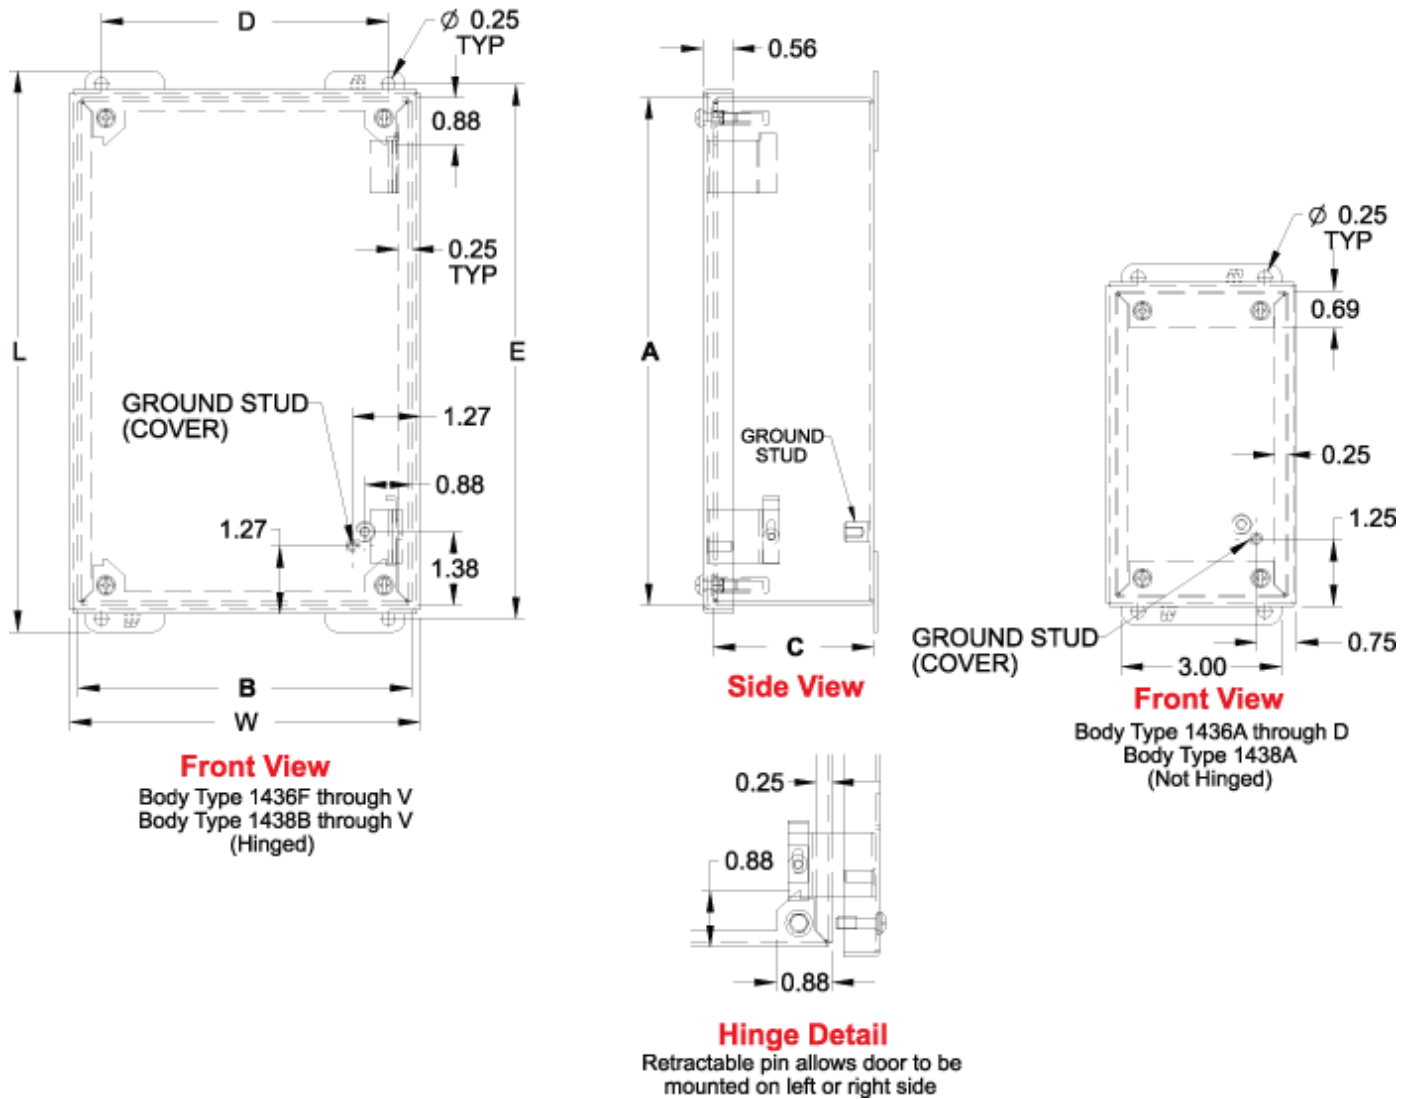 D
Ø 0.25
TYP
0.88
0.25
TYP
L
E
GROUND STUD
(COVER)
1.27
0.88
1.27
1.38
B
W
Front View
Body Type 1436F through V
Body Type 1438B through V
(Hinged)
0.56
A
GROUND
STUD
C
Side View
Ø 0.25
TYP
0.69
0.25
1.25
GROUND STUD
(COVER)
0.75
3.00
Front View
Body Type 1436A through D
Body Type 1438A
(Not Hinged)
0.25
0.88
0.88
Hinge Detail
Retractable pin allows door to be
mounted on left or right side